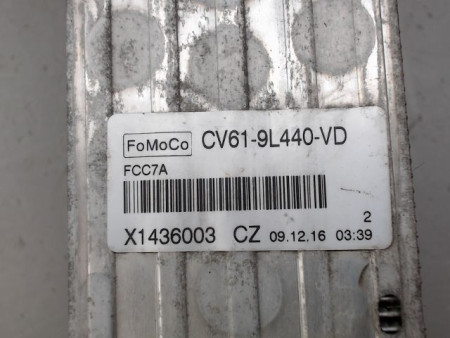 FoMoCo CV61-9L440-VD
FCC7A
2
X1436003 CZ 09.12.16 03:39